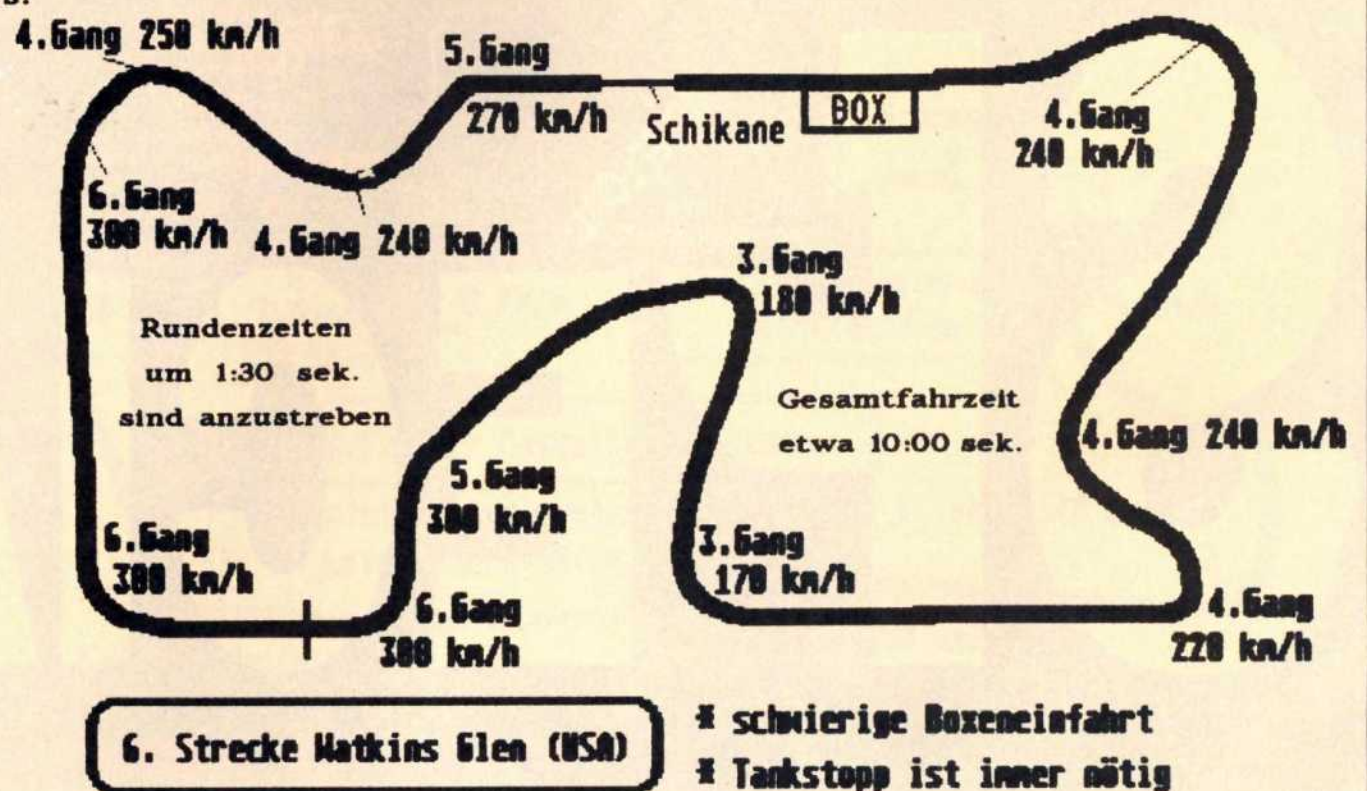 4.Gang 250 km/h
5.Gang
270 km/h
Schikane
BOX
4.Gang
240 km/h
6.Gang
300 km/h
4.Gang 240 km/h
3.Gang
180 km/h
Rundenzeiten
um 1:30 sek.
sind anzustreben
Gesamtfahrzeit
etwa 10:00 sek.
4.Gang 240 km/h
5.Gang
300 km/h
6.Gang
300 km/h
3.Gang
170 km/h
6.Gang
300 km/h
4.Gang
220 km/h
6. Strecke Watkins Glen (USA)
* schwierige Boxeneinfahrt
* Tankstopp ist immer nötig